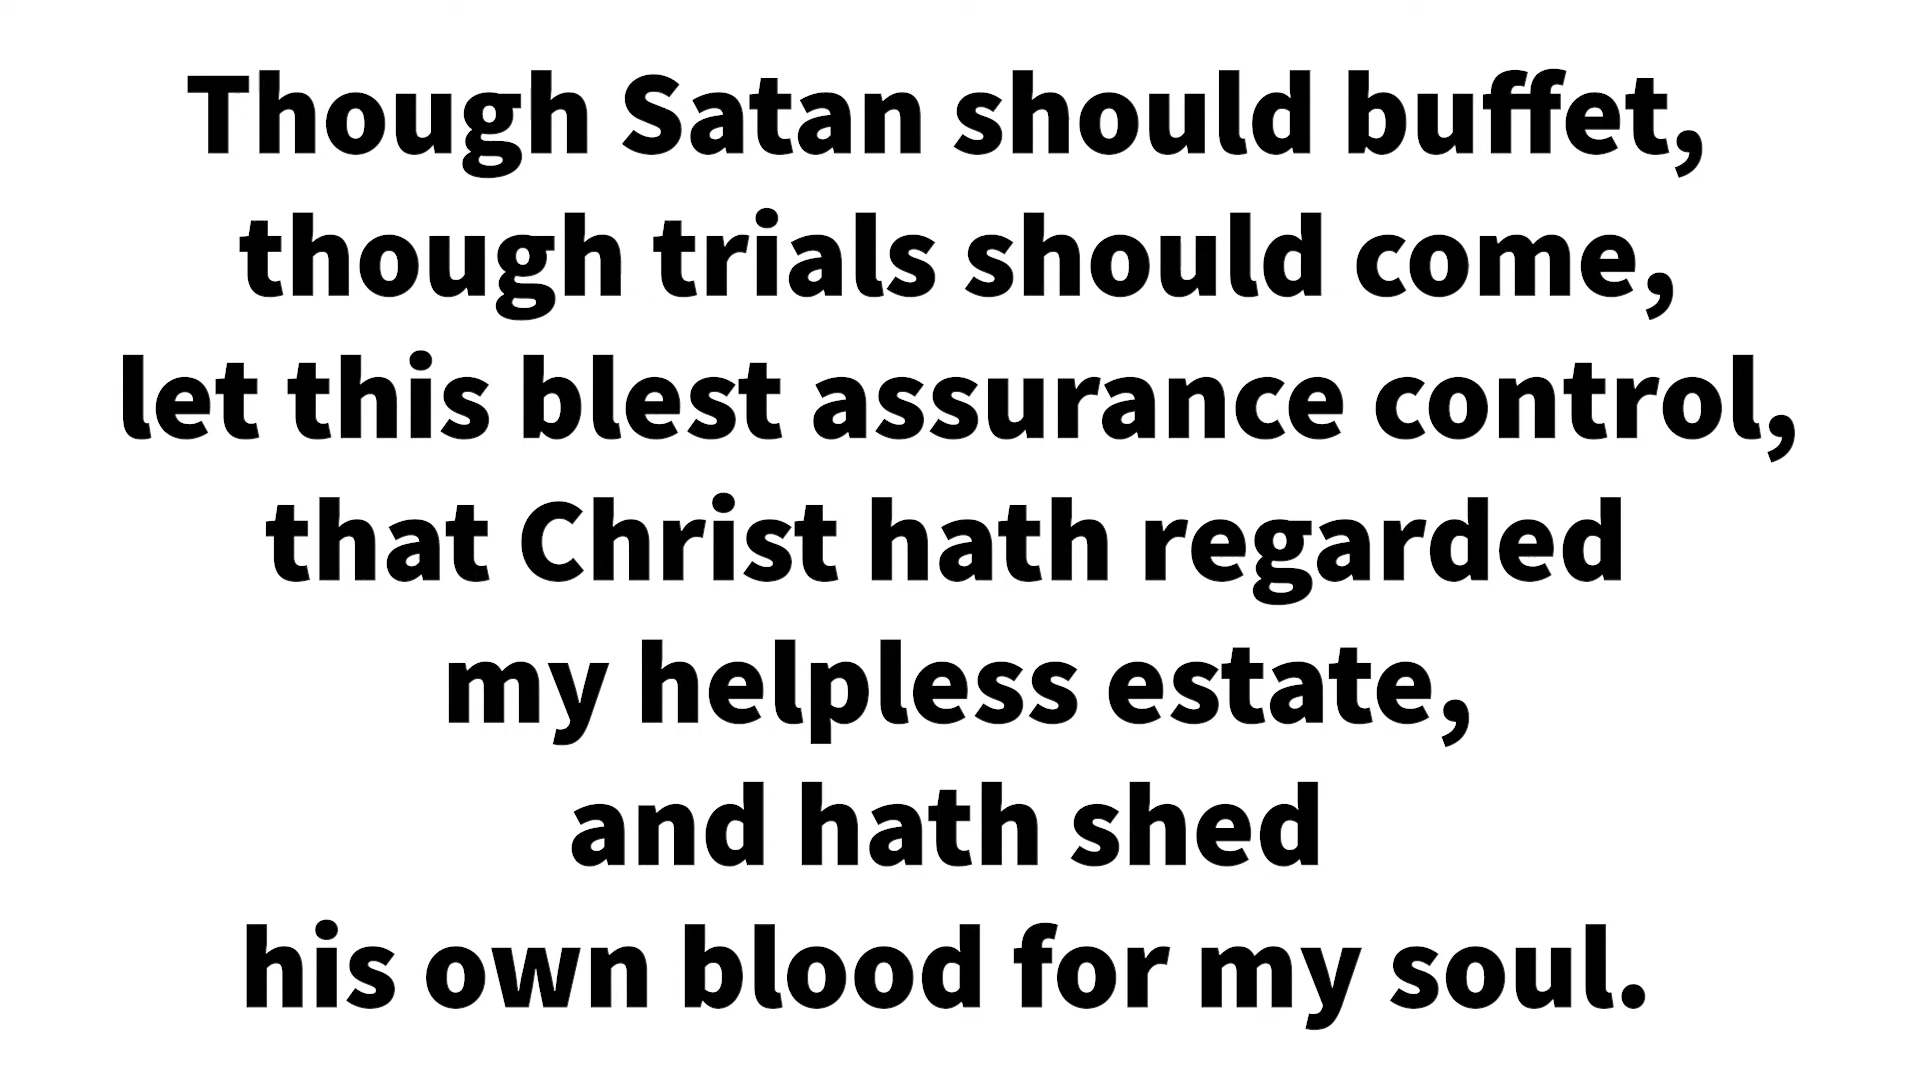 Though Satan should buffet,
though trials should come,
let this blest assurance control,
that Christ hath regarded
my helpless estate,
and hath shed
his own blood for my soul.